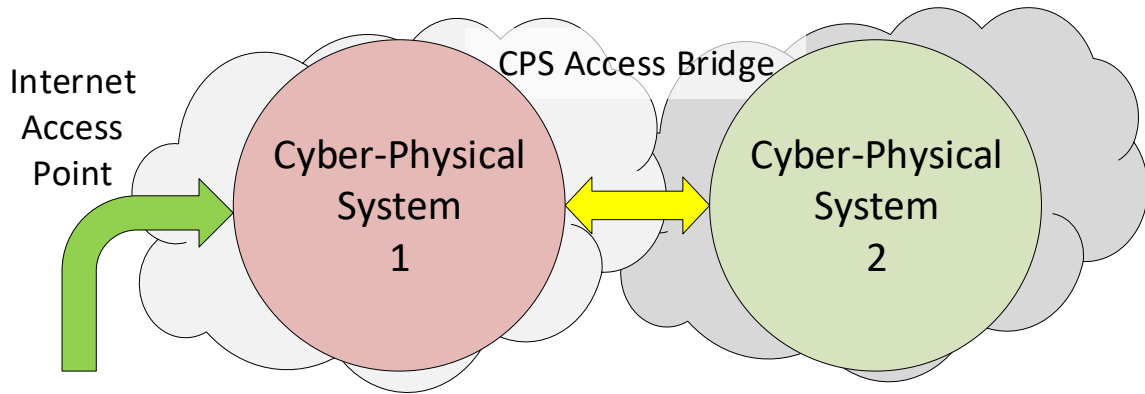 Internet
Access
Point
CPS Access Bridge
Cyber-Physical
System
1
Cyber-Physical
System
2